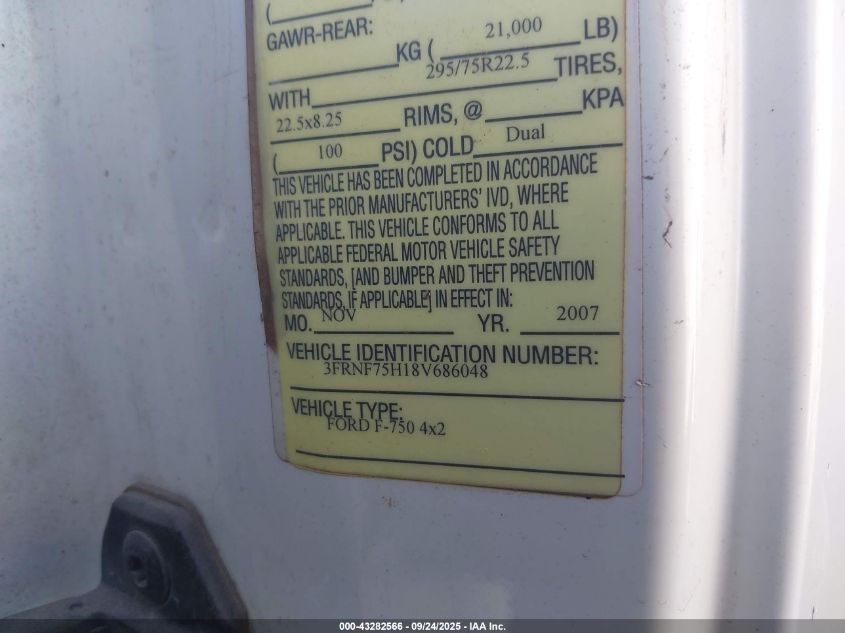 GAWR-REAR:
21,000
KG ( LB)
295/75R22.5
WITH TIRES,
22.5x8.25
RIMS, @ KPA
( 100 PSI) COLD Dual
THIS VEHICLE HAS BEEN COMPLETED IN ACCORDANCE
WITH THE PRIOR MANUFACTURERS' IVD, WHERE
APPLICABLE. THIS VEHICLE CONFORMS TO ALL
APPLICABLE FEDERAL MOTOR VEHICLE SAFETY
STANDARDS, [AND BUMPER AND THEFT PREVENTION
STANDARDS, IF APPLICABLE] IN EFFECT IN:
MO. NOV YR. 2007
VEHICLE IDENTIFICATION NUMBER:
3FRNF75H18V686048
VEHICLE TYPE:
FORD F-750 4x2
000-43282566 - 09/24/2025 - IAA Inc.